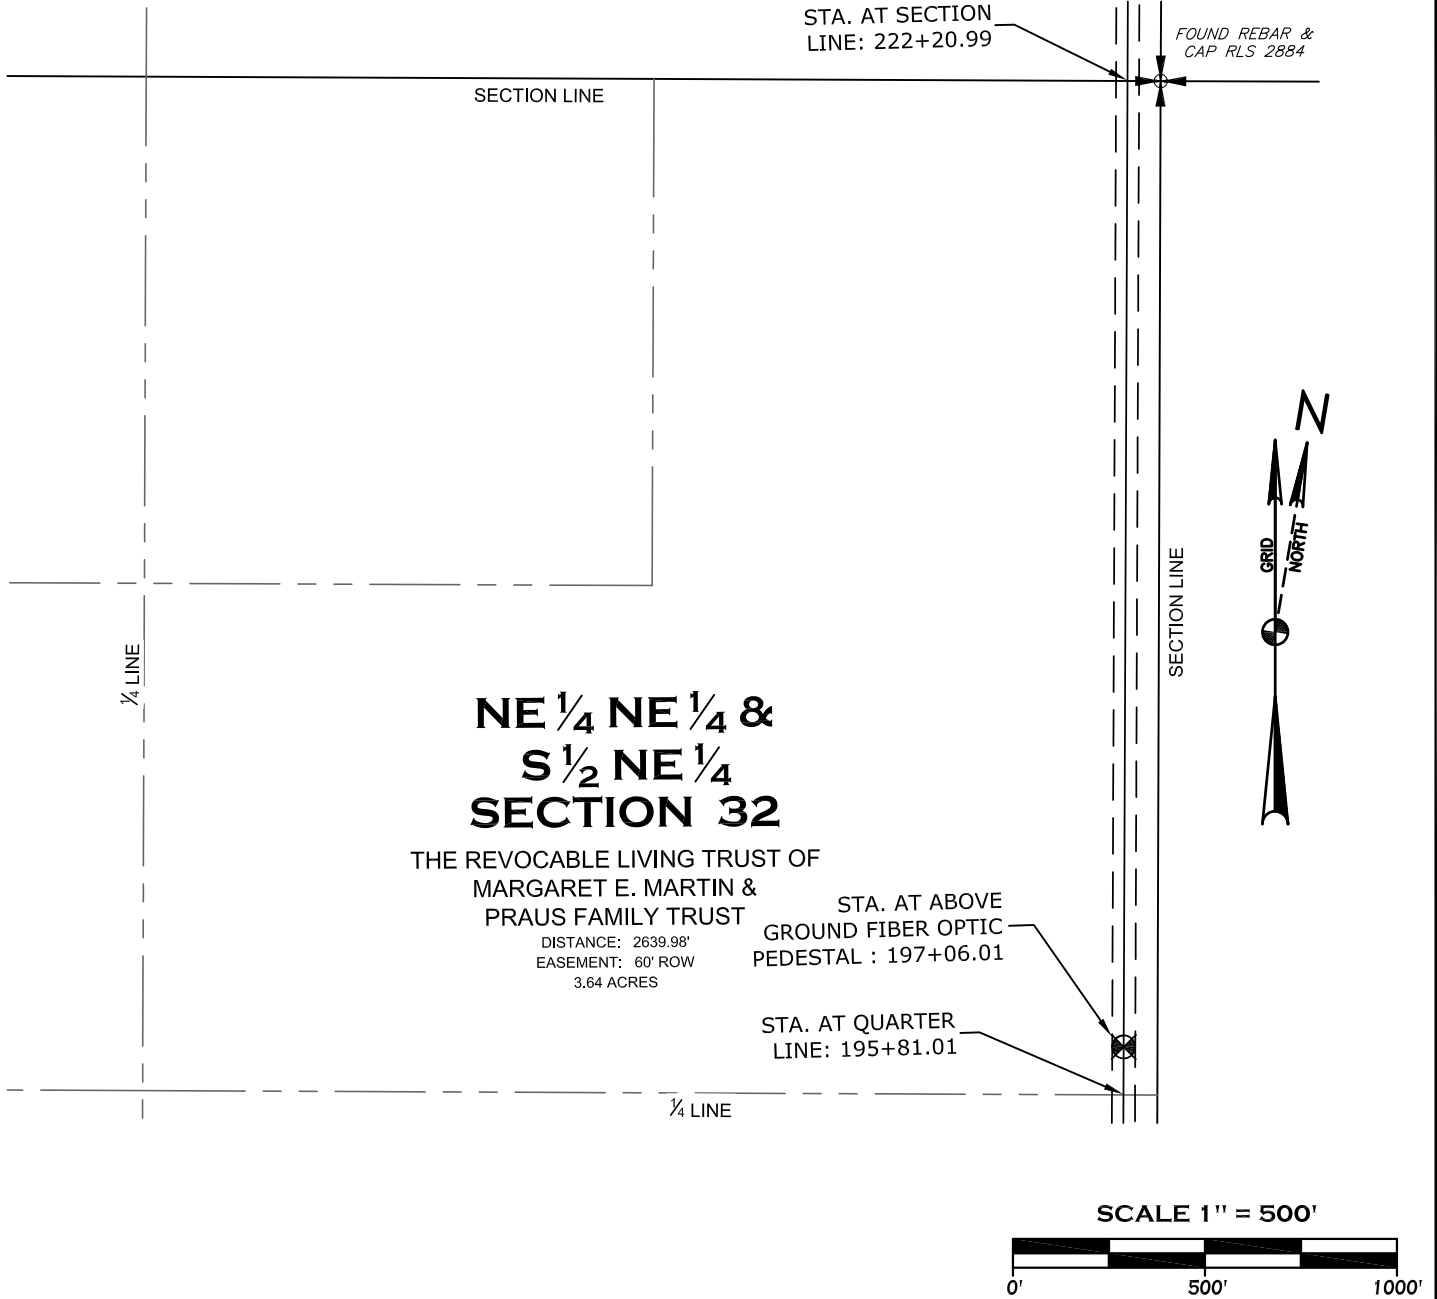 STA. AT SECTION
LINE: 222+20.99
FOUND REBAR &
CAP RLS 2884
SECTION LINE
N
GRID
NORTH
SECTION LINE
¼ LINE
NE ¼ NE ¼ &
S ½ NE ¼
SECTION 32
THE REVOCABLE LIVING TRUST OF
MARGARET E. MARTIN &
PRAUS FAMILY TRUST
DISTANCE: 2639.98'
EASEMENT: 60' ROW
3.64 ACRES
STA. AT ABOVE
GROUND FIBER OPTIC
PEDESTAL : 197+06.01
STA. AT QUARTER
LINE: 195+81.01
¼ LINE
SCALE 1" = 500'
0' 500' 1000'